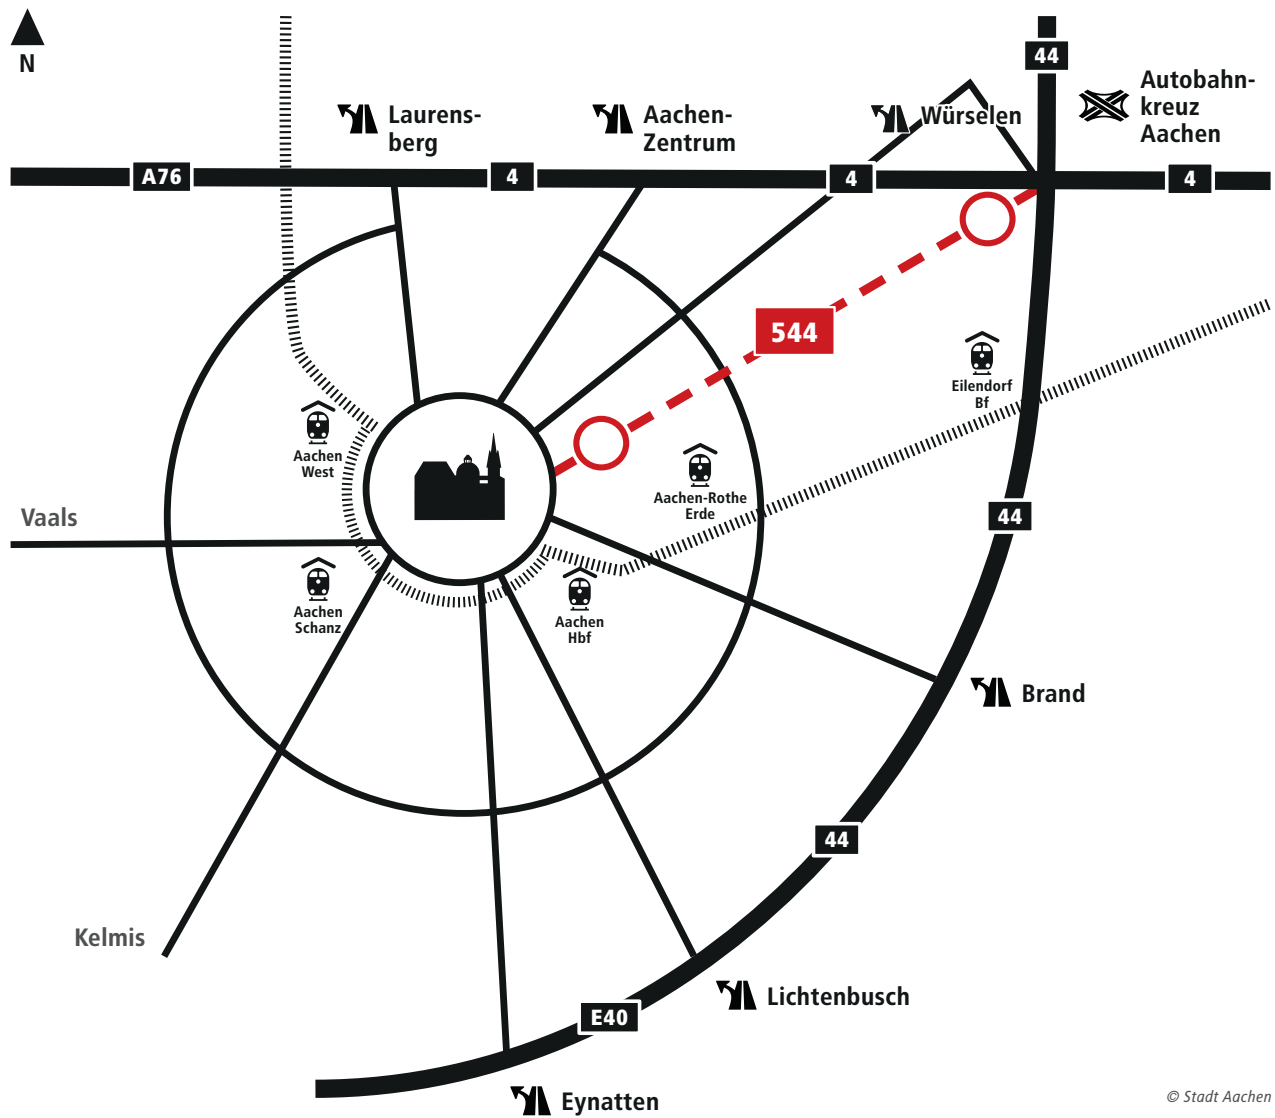 N
44
Autobahn-
kreuz
Aachen
Laurens-
berg
Aachen-
Zentrum
Würselen
A76
4
4
4
544
Eilendorf
Bf
Aachen
West
Aachen-Rothe
Erde
Vaals
44
Aachen
Schanz
Aachen
Hbf
Brand
44
Kelmis
Lichtenbusch
E40
Eynatten
© Stadt Aachen